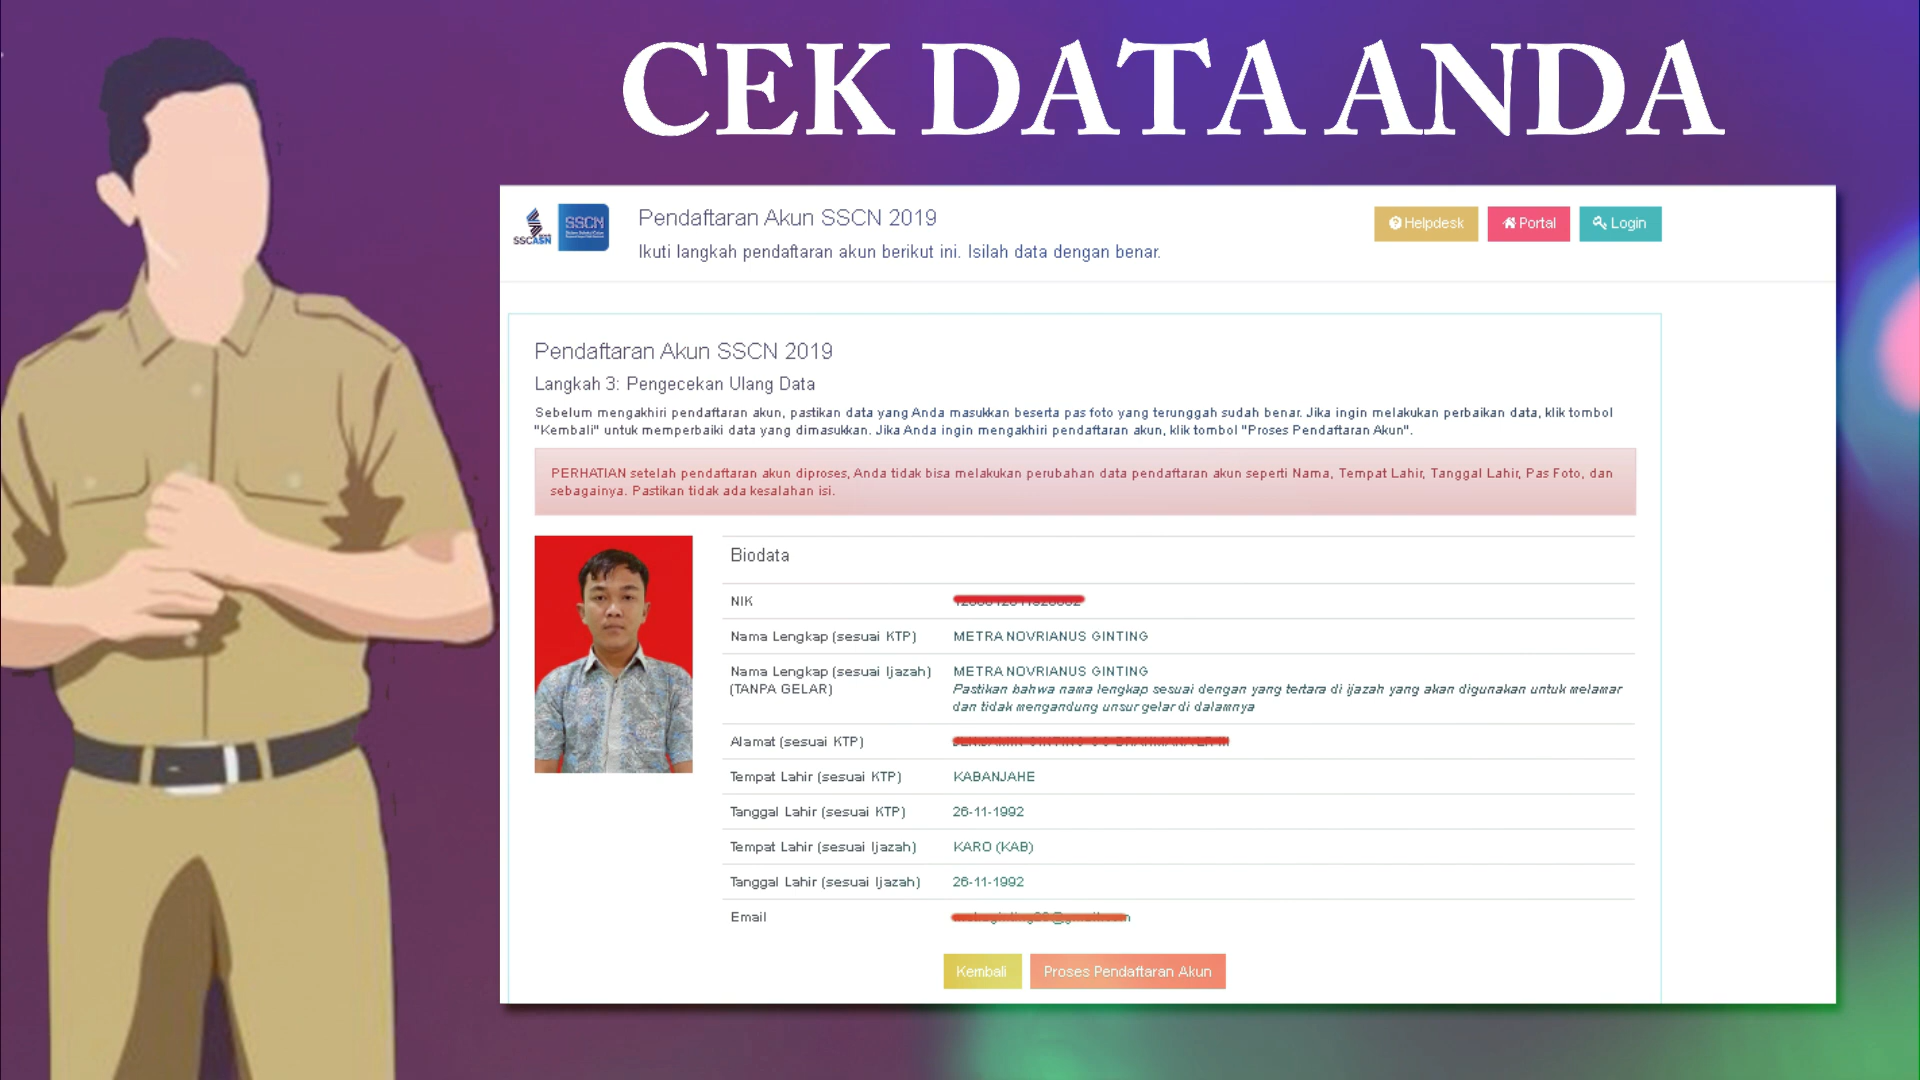 CEK DATA ANDA
SSCASN
SSCN
Pendaftaran Akun SSCN 2019
Ikuti langkah pendaftaran akun berikut ini. Isilah data dengan benar.
Helpdesk
Portal
Login
Pendaftaran Akun SSCN 2019
Langkah 3: Pengecekan Ulang Data
Sebelum mengakhiri pendaftaran akun, pastikan data yang Anda masukkan beserta pas foto yang terunggah sudah benar. Jika ingin melakukan perbaikan data, klik tombol
"Kembali" untuk memperbaiki data yang dimasukkan. Jika Anda ingin mengakhiri pendaftaran akun, klik tombol "Proses Pendaftaran Akun".
PERHATIAN setelah pendaftaran akun diproses, Anda tidak bisa melakukan perubahan data pendaftaran akun seperti Nama, Tempat Lahir, Tanggal Lahir, Pas Foto, dan
sebagainya. Pastikan tidak ada kesalahan isi.
Biodata
NIK
Nama Lengkap (sesuai KTP) METRA NOVRIANUS GINTING
Nama Lengkap (sesuai Ijazah) METRA NOVRIANUS GINTING
(TANPA GELAR) Pastikan bahwa nama lengkap sesuai dengan yang tertara di ijazah yang akan digunakan untuk melamar
dan tidak mengandung unsur gelar di dalamnya
Alamat (sesuai KTP)
Tempat Lahir (sesuai KTP) KABANJAHE
Tanggal Lahir (sesuai KTP) 26-11-1992
Tempat Lahir (sesuai Ijazah) KARO (KAB)
Tanggal Lahir (sesuai Ijazah) 26-11-1992
Email
Kembali
Proses Pendaftaran Akun